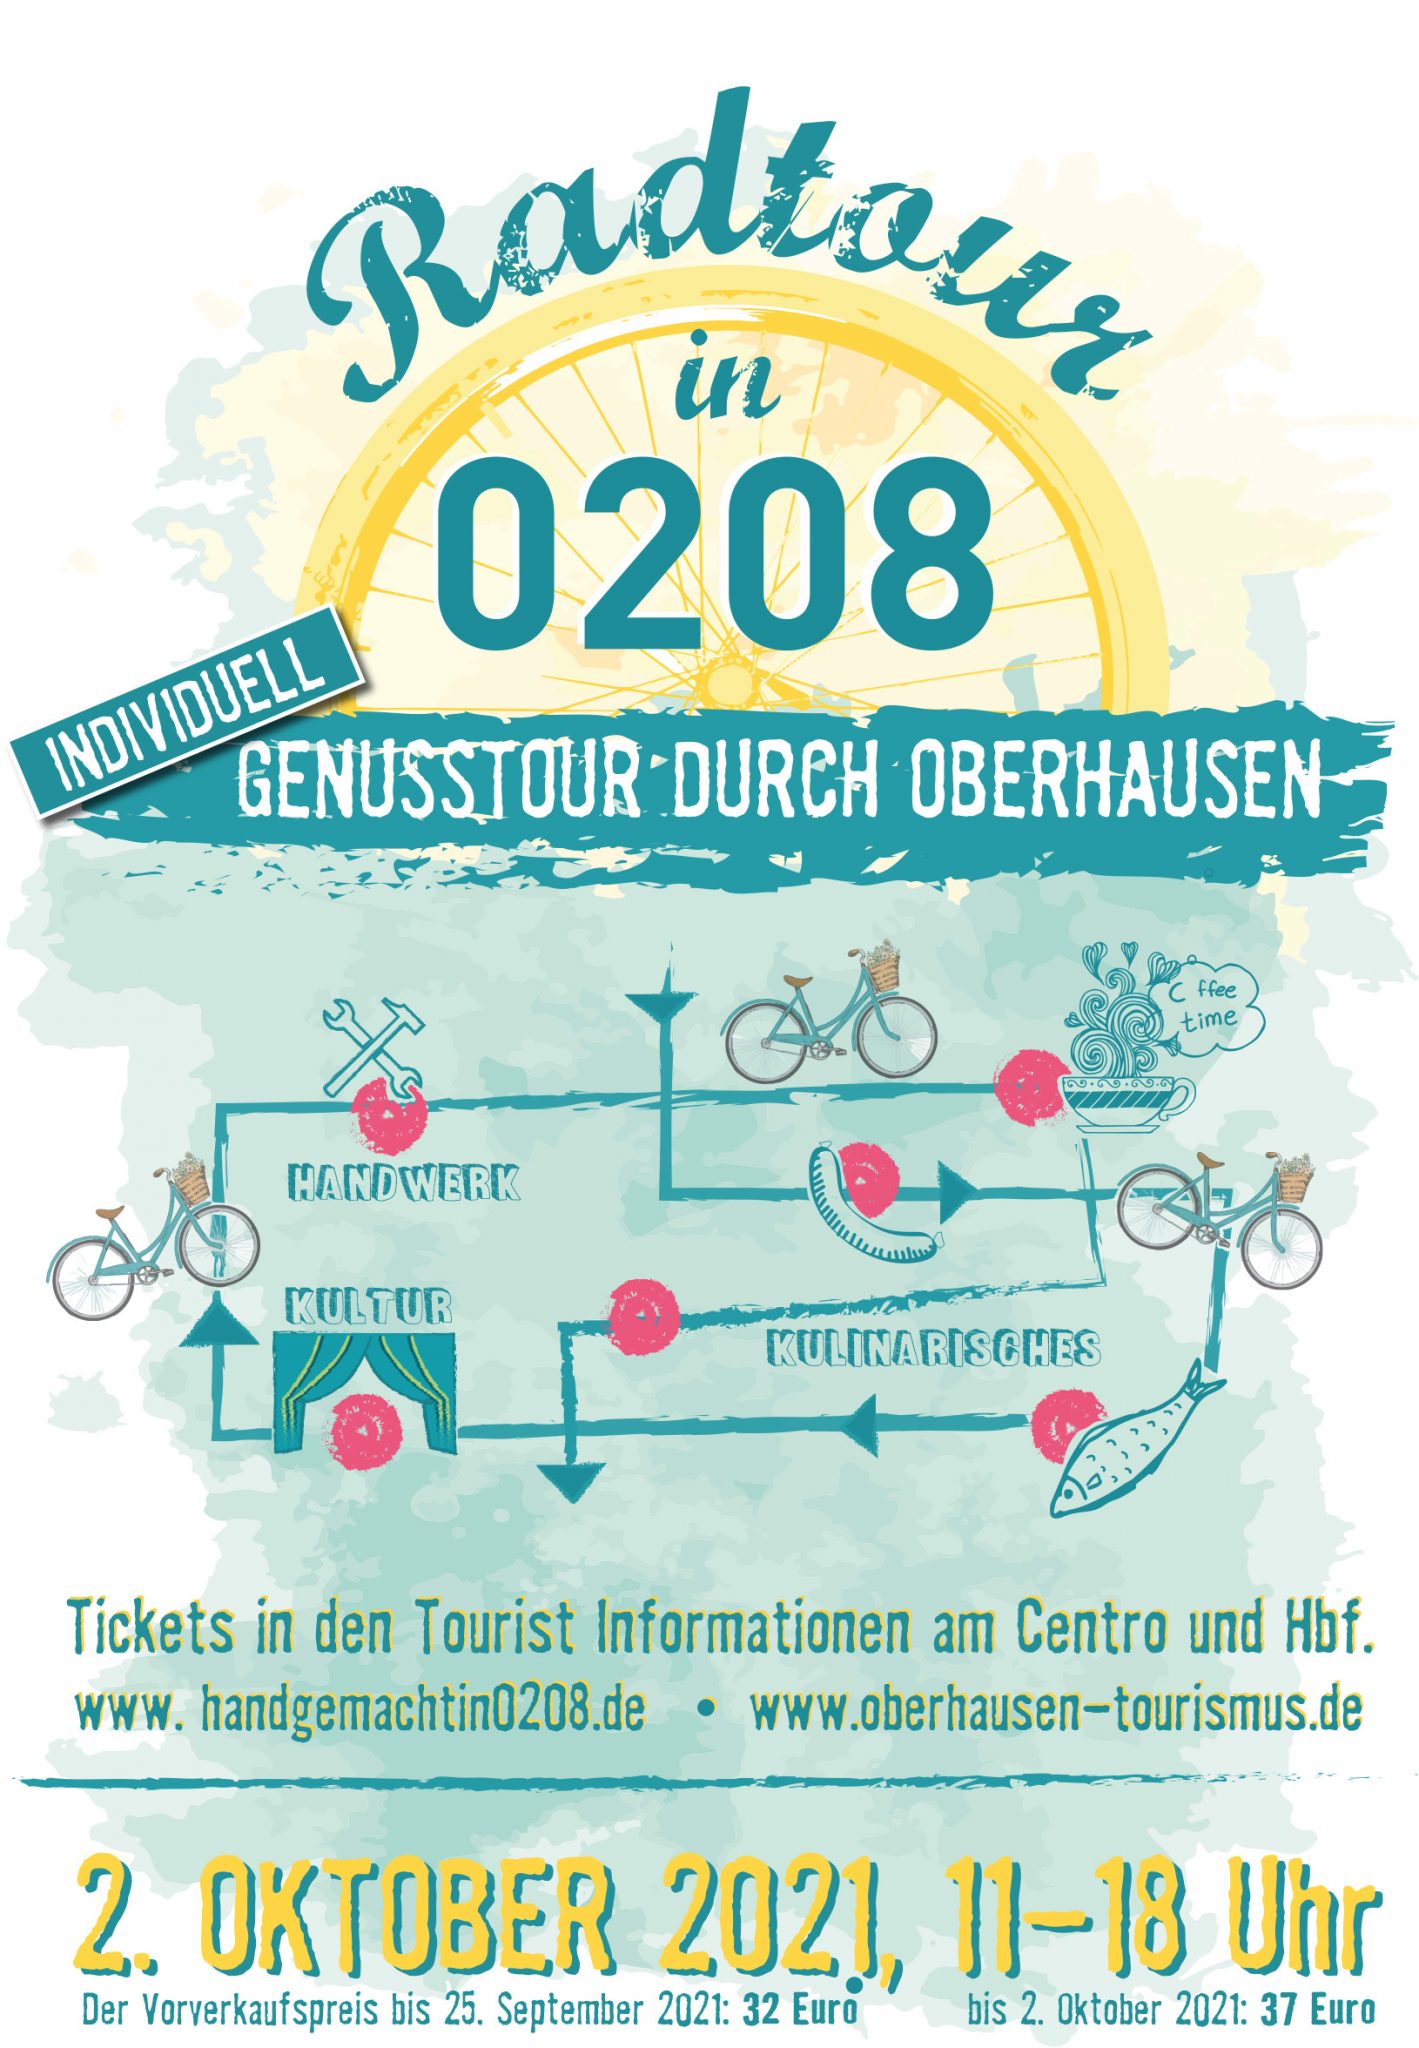 Radtour
in
0208
INDIVIDUELL
GENUSSTOUR DURCH OBERHAUSEN
C ffee
time
HANDWERK
KULTUR
KULINARISCHES
Tickets in den Tourist Informationen am Centro und Hbf.
www. handgemachtin0208.de • www.oberhausen-tourismus.de
2. OKTOBER 2021, 11-18 Uhr
Der Vorverkaufspreis bis 25. September 2021: 32 Euro bis 2. Oktober 2021: 37 Euro